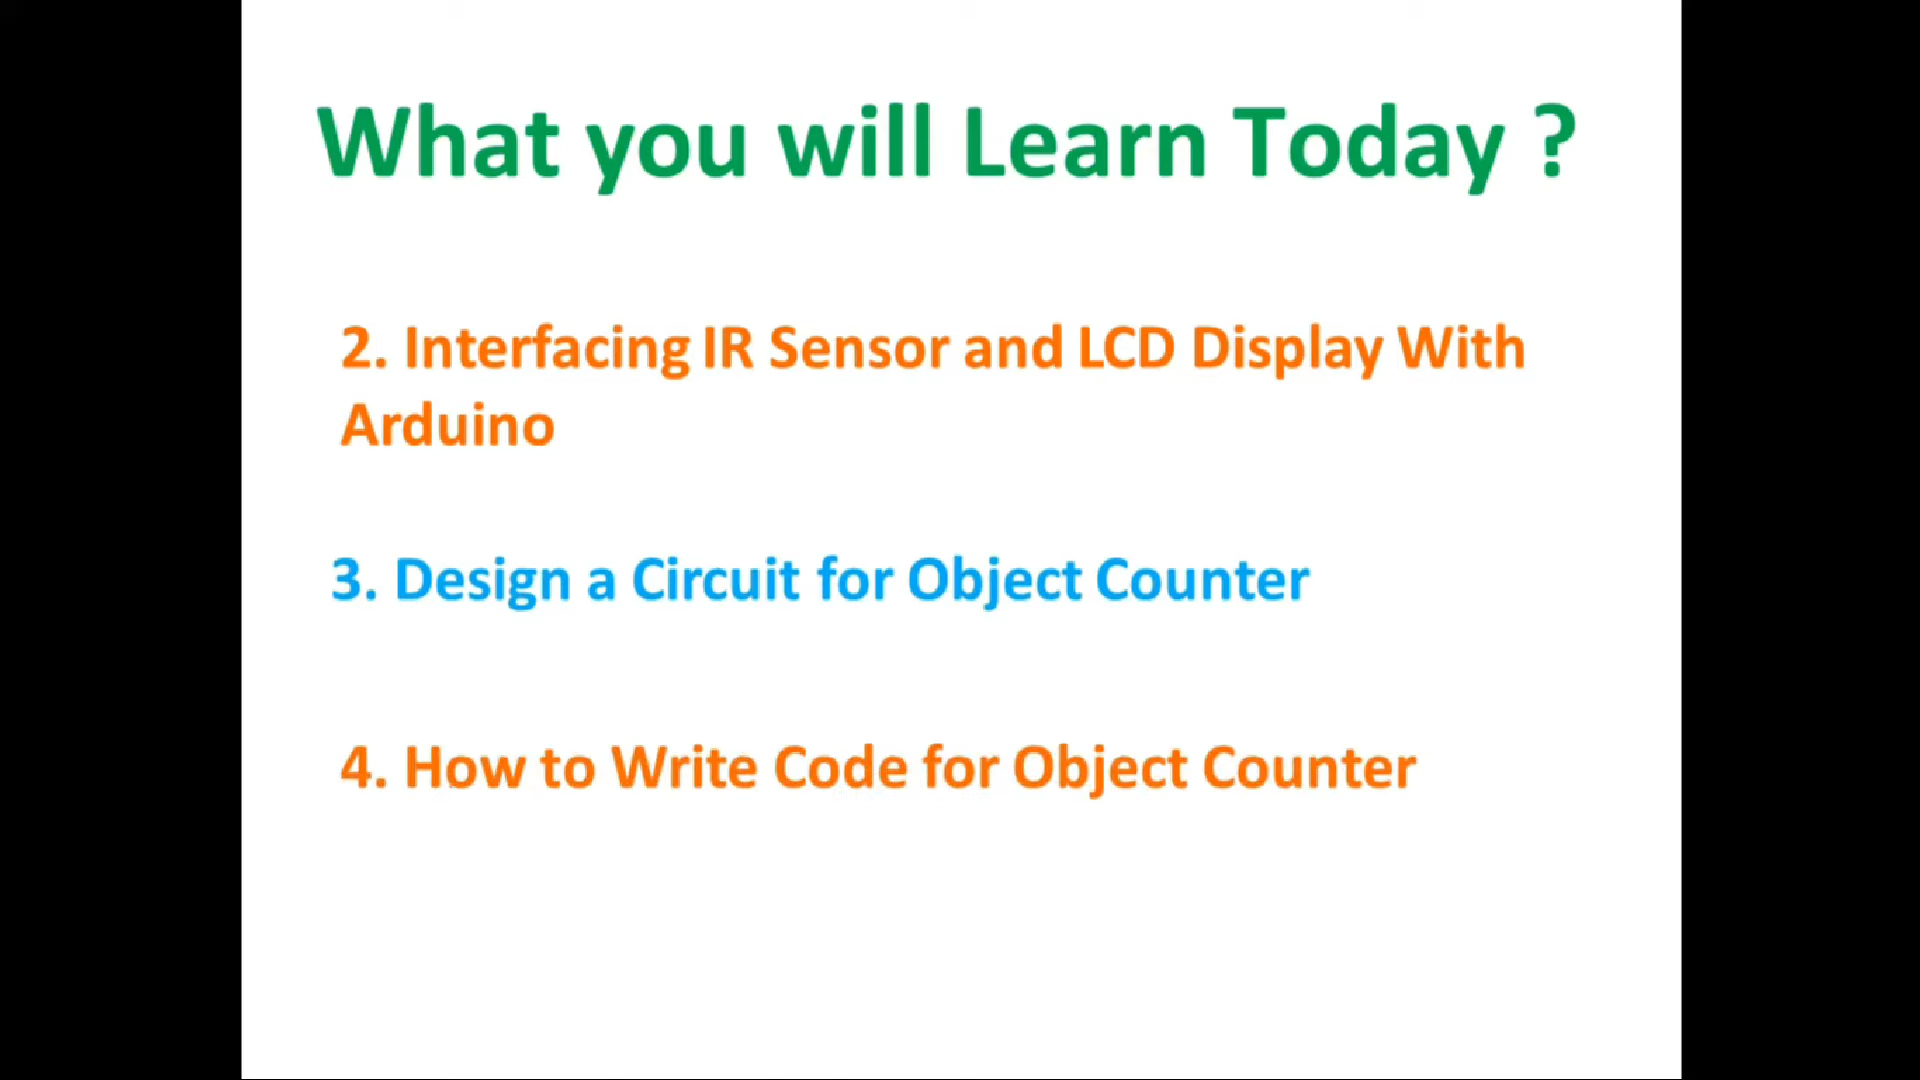 What you will Learn Today ?
2. Interfacing IR Sensor and LCD Display With
Arduino
3. Design a Circuit for Object Counter
4. How to Write Code for Object Counter